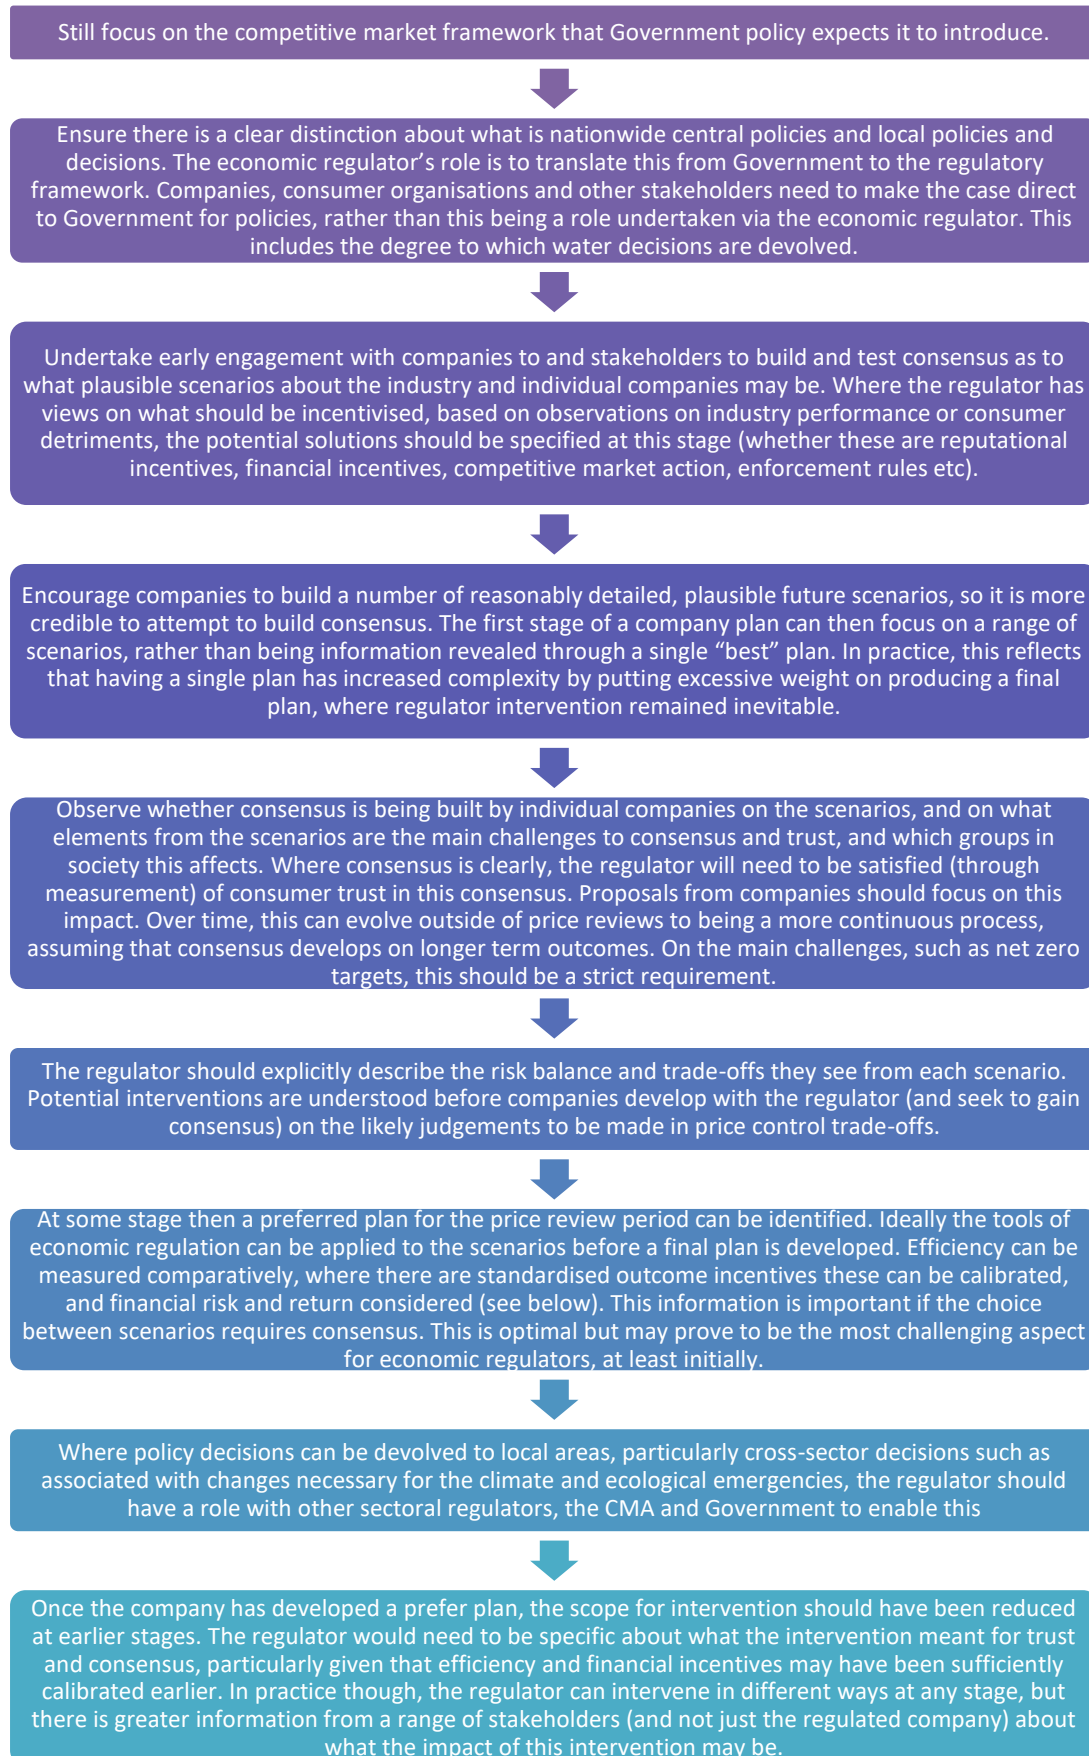 Still focus on the competitive market framework that Government policy expects it to introduce.
Ensure there is a clear distinction about what is nationwide central policies and local policies and
decisions. The economic regulator’s role is to translate this from Government to the regulatory
framework. Companies, consumer organisations and other stakeholders need to make the case direct
to Government for policies, rather than this being a role undertaken via the economic regulator. This
includes the degree to which water decisions are devolved.
Undertake early engagement with companies to and stakeholders to build and test consensus as to
what plausible scenarios about the industry and individual companies may be. Where the regulator has
views on what should be incentivised, based on observations on industry performance or consumer
detriments, the potential solutions should be specified at this stage (whether these are reputational
incentives, financial incentives, competitive market action, enforcement rules etc).
Encourage companies to build a number of reasonably detailed, plausible future scenarios, so it is more
credible to attempt to build consensus. The first stage of a company plan can then focus on a range of
scenarios, rather than being information revealed through a single “best” plan. In practice, this reflects
that having a single plan has increased complexity by putting excessive weight on producing a final
plan, where regulator intervention remained inevitable.
Observe whether consensus is being built by individual companies on the scenarios, and on what
elements from the scenarios are the main challenges to consensus and trust, and which groups in
society this affects. Where consensus is clearly, the regulator will need to be satisfied (through
measurement) of consumer trust in this consensus. Proposals from companies should focus on this
impact. Over time, this can evolve outside of price reviews to being a more continuous process,
assuming that consensus develops on longer term outcomes. On the main challenges, such as net zero
targets, this should be a strict requirement.
The regulator should explicitly describe the risk balance and trade-offs they see from each scenario.
Potential interventions are understood before companies develop with the regulator (and seek to gain
consensus) on the likely judgements to be made in price control trade-offs.
At some stage then a preferred plan for the price review period can be identified. Ideally the tools of
economic regulation can be applied to the scenarios before a final plan is developed. Efficiency can be
measured comparatively, where there are standardised outcome incentives these can be calibrated,
and financial risk and return considered (see below). This information is important if the choice
between scenarios requires consensus. This is optimal but may prove to be the most challenging aspect
for economic regulators, at least initially.
Where policy decisions can be devolved to local areas, particularly cross-sector decisions such as
associated with changes necessary for the climate and ecological emergencies, the regulator should
have a role with other sectoral regulators, the CMA and Government to enable this
Once the company has developed a prefer plan, the scope for intervention should have been reduced
at earlier stages. The regulator would need to be specific about what the intervention meant for trust
and consensus, particularly given that efficiency and financial incentives may have been sufficiently
calibrated earlier. In practice though, the regulator can intervene in different ways at any stage, but
there is greater information from a range of stakeholders (and not just the regulated company) about
what the impact of this intervention may be.